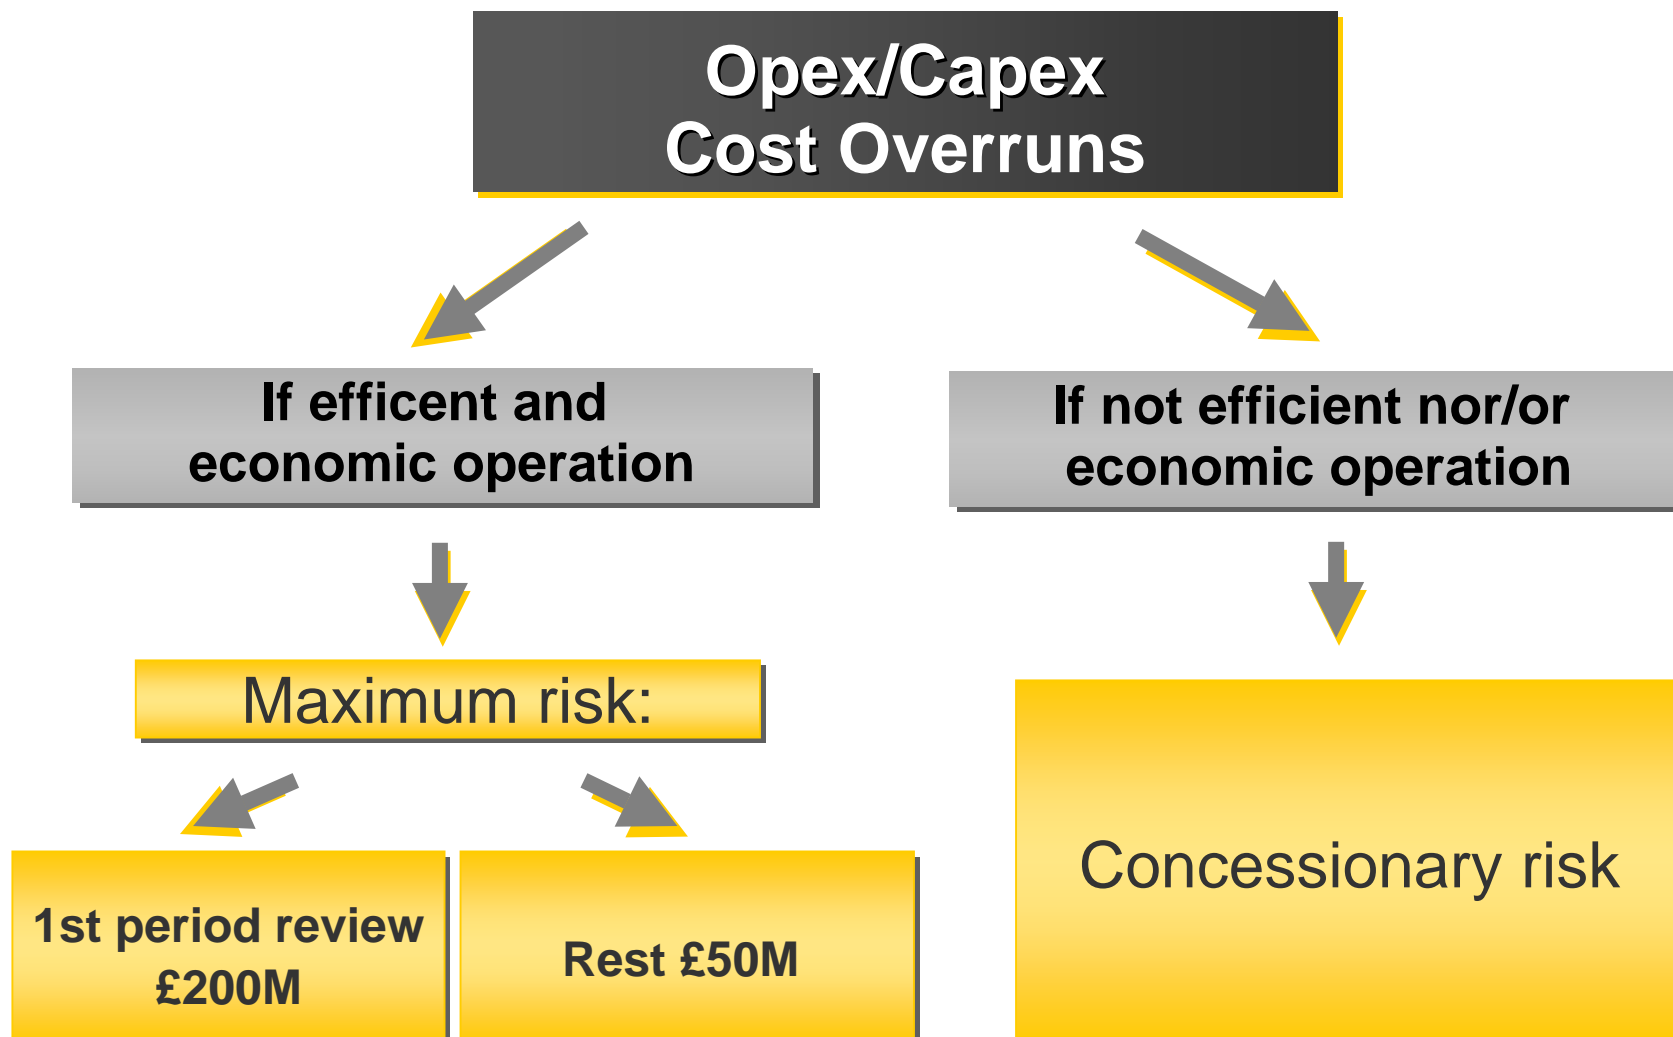 Opex/Capex
Cost Overruns
If efficent and
economic operation
If not efficient nor/or
economic operation
Maximum risk:
1st period review
£200M
Rest £50M
Concessionary risk